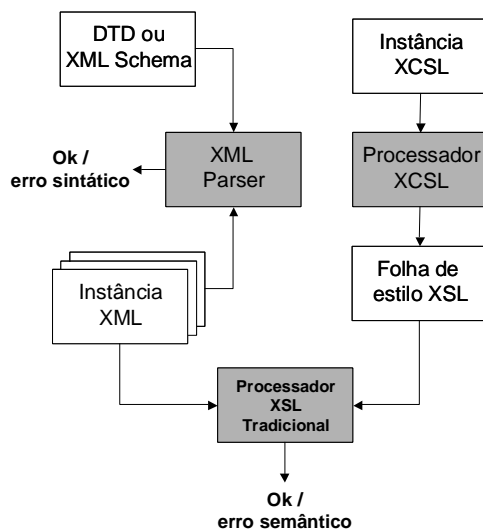 DTD ou
XML Schema
Instância
XCSL
Ok /
erro sintático
XML
Parser
Processador
XCSL
Instância
XML
Folha de
estilo XSL
Processador
XSL
Tradicional
Ok /
erro semântico